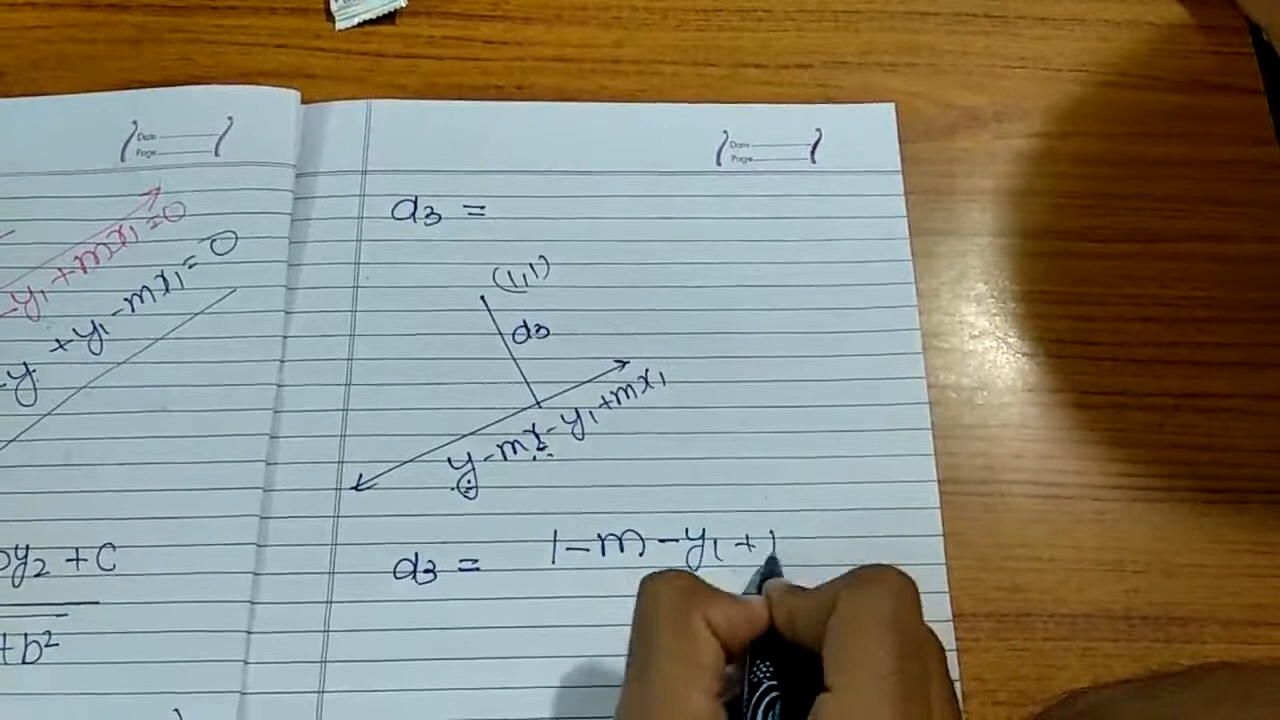 Date
Page
-y₁+mx₁=0
-y +y₁-mx₁=0
y₂+C
+b²
Date
Page
d₃ =
(1,1)
d₃
y-mx-y₁+mx₁
d₃ = 1-m-y₁+